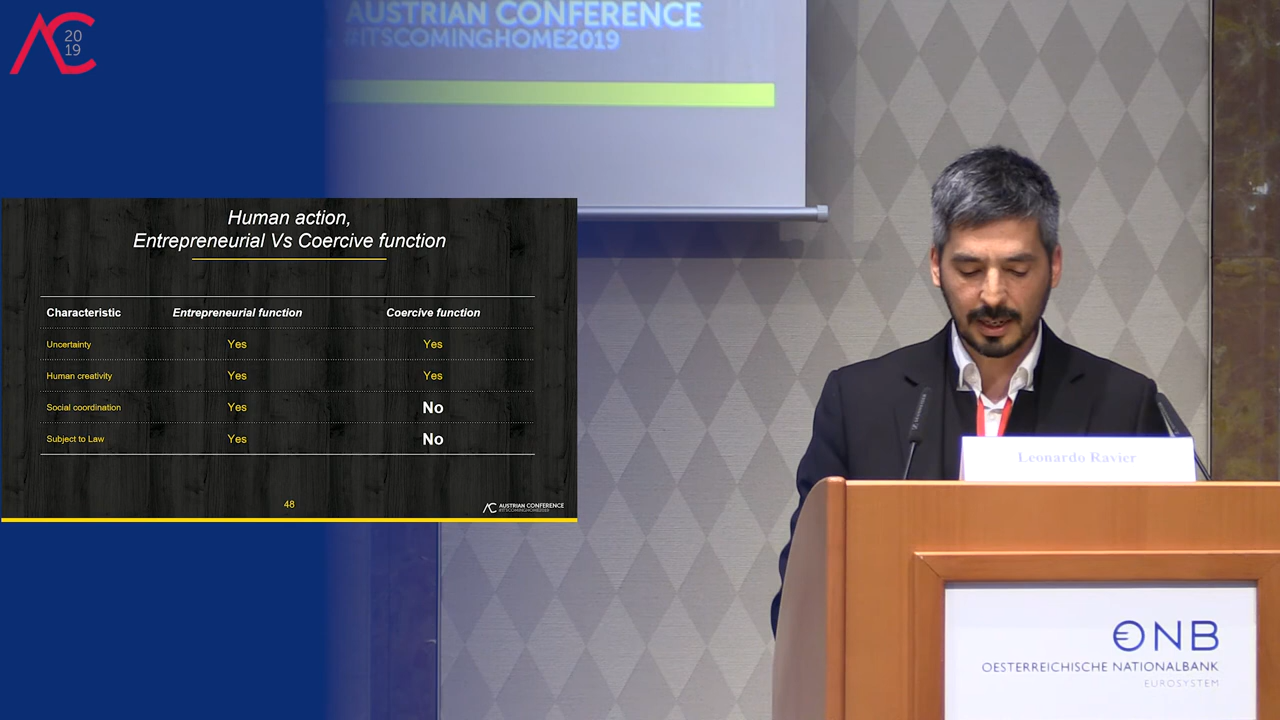 AC
20
19
AUSTRIAN CONFERENCE
#ITSCOMINGHOME2019
Human action,
Entrepreneurial Vs Coercive function
Characteristic Entrepreneurial function Coercive function
Uncertainty Yes Yes
Human creativity Yes Yes
Social coordination Yes No
Subject to Law Yes No
48
AC AUSTRIAN CONFERENCE
#ITSCOMINGHOME2019
Leonardo Ravier
ONB
OESTERREICHISCHE NATIONALBANK
EUROSYSTEM